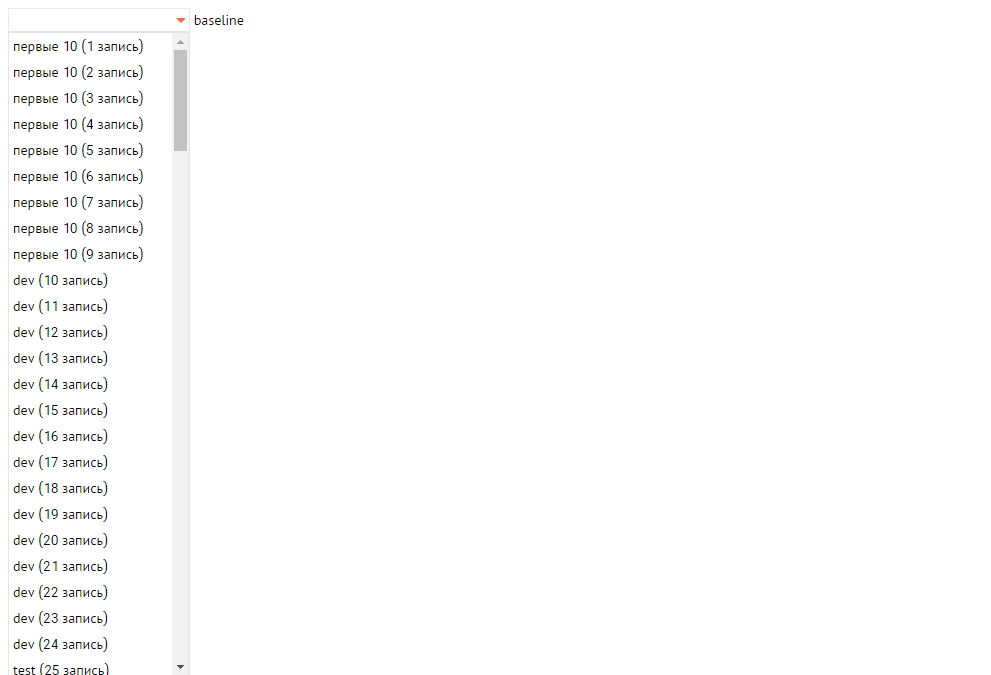 baseline
первые 10 (1 запись)
первые 10 (2 запись)
первые 10 (3 запись)
первые 10 (4 запись)
первые 10 (5 запись)
первые 10 (6 запись)
первые 10 (7 запись)
первые 10 (8 запись)
первые 10 (9 запись)
dev (10 запись)
dev (11 запись)
dev (12 запись)
dev (13 запись)
dev (14 запись)
dev (15 запись)
dev (16 запись)
dev (17 запись)
dev (18 запись)
dev (19 запись)
dev (20 запись)
dev (21 запись)
dev (22 запись)
dev (23 запись)
dev (24 запись)
test (25 запись)